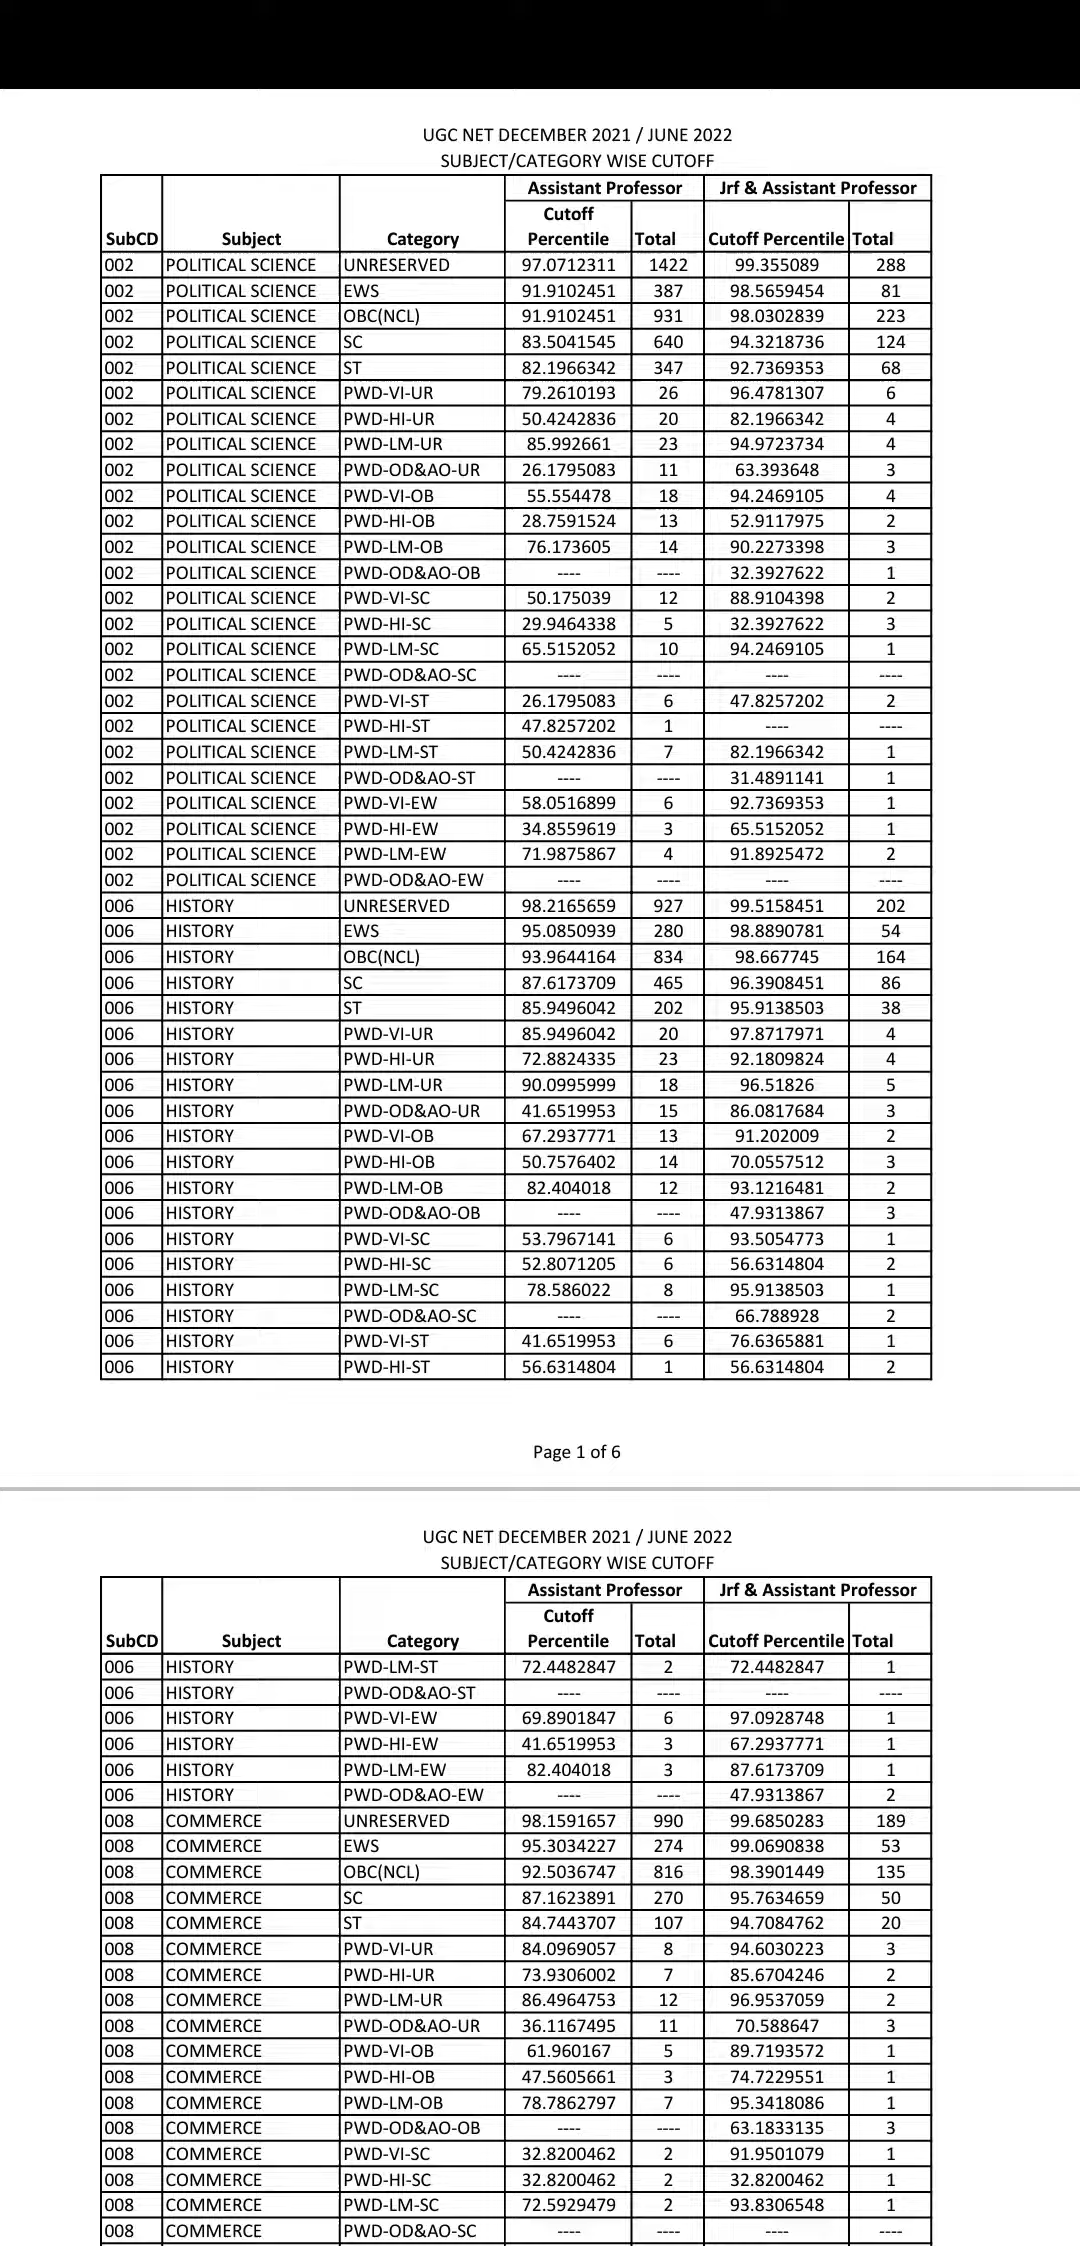 UGC NET DECEMBER 2021 / JUNE 2022
SUBJECT/CATEGORY WISE CUTOFF
Assistant Professor Jrf & Assistant Professor
SubCD Subject Category Cutoff Percentile Total Cutoff Percentile Total
002 POLITICAL SCIENCE UNRESERVED 97.0712311 1422 99.355089 288
002 POLITICAL SCIENCE EWS 91.9102451 387 98.5659454 81
002 POLITICAL SCIENCE OBC(NCL) 91.9102451 931 98.0302839 223
002 POLITICAL SCIENCE SC 83.5041545 640 94.3218736 124
002 POLITICAL SCIENCE ST 82.1966342 347 92.7369353 68
002 POLITICAL SCIENCE PWD-VI-UR 79.2610193 26 96.4781307 6
002 POLITICAL SCIENCE PWD-HI-UR 50.4242836 20 82.1966342 4
002 POLITICAL SCIENCE PWD-LM-UR 85.992661 23 94.9723734 4
002 POLITICAL SCIENCE PWD-OD&AO-UR 26.1795083 11 63.393648 3
002 POLITICAL SCIENCE PWD-VI-OB 55.554478 18 94.2469105 4
002 POLITICAL SCIENCE PWD-HI-OB 28.7591524 13 52.9117975 2
002 POLITICAL SCIENCE PWD-LM-OB 76.173605 14 90.2273398 3
002 POLITICAL SCIENCE PWD-OD&AO-OB ---- ---- 32.3927622 1
002 POLITICAL SCIENCE PWD-VI-SC 50.175039 12 88.9104398 2
002 POLITICAL SCIENCE PWD-HI-SC 29.9464338 5 32.3927622 3
002 POLITICAL SCIENCE PWD-LM-SC 65.5152052 10 94.2469105 1
002 POLITICAL SCIENCE PWD-OD&AO-SC ---- ---- ---- ----
002 POLITICAL SCIENCE PWD-VI-ST 26.1795083 6 47.8257202 2
002 POLITICAL SCIENCE PWD-HI-ST 47.8257202 1 ---- ----
002 POLITICAL SCIENCE PWD-LM-ST 50.4242836 7 82.1966342 1
002 POLITICAL SCIENCE PWD-OD&AO-ST ---- ---- 31.4891141 1
002 POLITICAL SCIENCE PWD-VI-EW 58.0516899 6 92.7369353 1
002 POLITICAL SCIENCE PWD-HI-EW 34.8559619 3 65.5152052 1
002 POLITICAL SCIENCE PWD-LM-EW 71.9875867 4 91.8925472 2
002 POLITICAL SCIENCE PWD-OD&AO-EW ---- ---- ---- ----
006 HISTORY UNRESERVED 98.2165659 927 99.5158451 202
006 HISTORY EWS 95.0850939 280 98.8890781 54
006 HISTORY OBC(NCL) 93.9644164 834 98.667745 164
006 HISTORY SC 87.6173709 465 96.3908451 86
006 HISTORY ST 85.9496042 202 95.9138503 38
006 HISTORY PWD-VI-UR 85.9496042 20 97.8717971 4
006 HISTORY PWD-HI-UR 72.8824335 23 92.1809824 4
006 HISTORY PWD-LM-UR 90.0995999 18 96.51826 5
006 HISTORY PWD-OD&AO-UR 41.6519953 15 86.0817684 3
006 HISTORY PWD-VI-OB 67.2937771 13 91.202009 2
006 HISTORY PWD-HI-OB 50.7576402 14 70.0557512 3
006 HISTORY PWD-LM-OB 82.404018 12 93.1216481 2
006 HISTORY PWD-OD&AO-OB ---- ---- 47.9313867 3
006 HISTORY PWD-VI-SC 53.7967141 6 93.5054773 1
006 HISTORY PWD-HI-SC 52.8071205 6 56.6314804 2
006 HISTORY PWD-LM-SC 78.586022 8 95.9138503 1
006 HISTORY PWD-OD&AO-SC ---- ---- 66.788928 2
006 HISTORY PWD-VI-ST 41.6519953 6 76.6365881 1
006 HISTORY PWD-HI-ST 56.6314804 1 56.6314804 2
Page 1 of 6
UGC NET DECEMBER 2021 / JUNE 2022
SUBJECT/CATEGORY WISE CUTOFF
Assistant Professor Jrf & Assistant Professor
SubCD Subject Category Cutoff Percentile Total Cutoff Percentile Total
006 HISTORY PWD-LM-ST 72.4482847 2 72.4482847 1
006 HISTORY PWD-OD&AO-ST ---- ---- ---- ----
006 HISTORY PWD-VI-EW 69.8901847 6 97.0928748 1
006 HISTORY PWD-HI-EW 41.6519953 3 67.2937771 1
006 HISTORY PWD-LM-EW 82.404018 3 87.6173709 1
006 HISTORY PWD-OD&AO-EW ---- ---- 47.9313867 2
008 COMMERCE UNRESERVED 98.1591657 990 99.6850283 189
008 COMMERCE EWS 95.3034227 274 99.0690838 53
008 COMMERCE OBC(NCL) 92.5036747 816 98.3901449 135
008 COMMERCE SC 87.1623891 270 95.7634659 50
008 COMMERCE ST 84.7443707 107 94.7084762 20
008 COMMERCE PWD-VI-UR 84.0969057 8 94.6030223 3
008 COMMERCE PWD-HI-UR 73.9306002 7 85.6704246 2
008 COMMERCE PWD-LM-UR 86.4964753 12 96.9537059 2
008 COMMERCE PWD-OD&AO-UR 36.1167495 11 70.588647 3
008 COMMERCE PWD-VI-OB 61.960167 5 89.7193572 1
008 COMMERCE PWD-HI-OB 47.5605661 3 74.7229551 1
008 COMMERCE PWD-LM-OB 78.7862797 7 95.3418086 1
008 COMMERCE PWD-OD&AO-OB ---- ---- 63.1833135 3
008 COMMERCE PWD-VI-SC 32.8200462 2 91.9501079 1
008 COMMERCE PWD-HI-SC 32.8200462 2 32.8200462 1
008 COMMERCE PWD-LM-SC 72.5929479 2 93.8306548 1
008 COMMERCE PWD-OD&AO-SC ---- ---- ---- ----